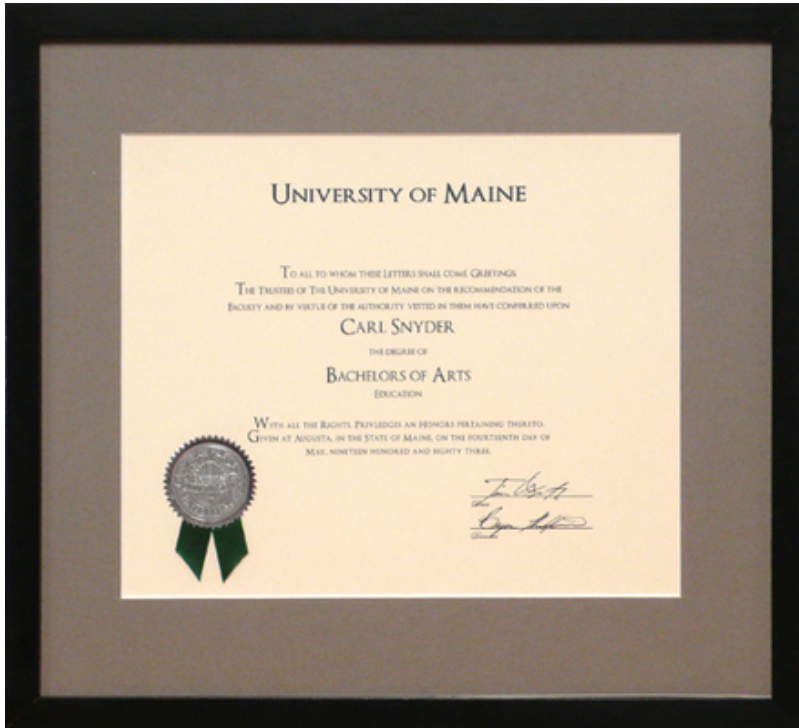 UNIVERSITY OF MAINE
TO ALL TO WHOM THESE LETTERS SHALL COME, GREETINGS
THE TRUSTEES OF THE UNIVERSITY OF MAINE ON THE RECOMMENDATION OF THE
FACULTY AND BY VIRTUE OF THE AUTHORITY VESTED IN THEM HAVE CONFERRED UPON
CARL SNYDER
THE DEGREE OF
BACHELORS OF ARTS
EDUCATION
WITH ALL THE RIGHTS, PRIVLEDGES AN HONORS PERTAINING THERETO.
GIVEN AT AUGUSTA, IN THE STATE OF MAINE, ON THE FOURTEENTH DAY OF
MAY, NINETEEN HUNDRED AND EIGHTY THREE.